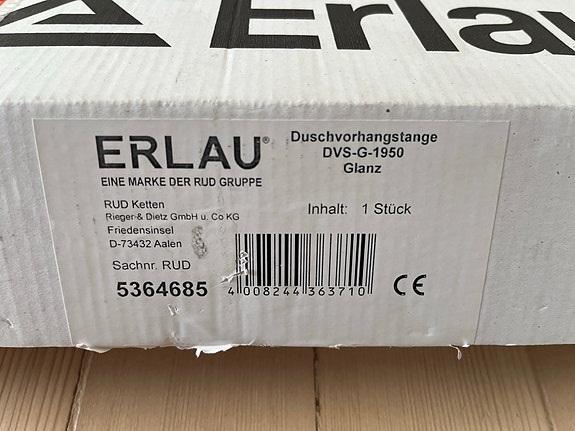 Erlau
ERLAU®
EINE MARKE DER RUD GRUPPE
RUD Ketten
Rieger & Dietz GmbH u. Co KG
Friedensinsel
D-73432 Aalen
Sachnr. RUD
5364685
Duschvorhangstange
DVS-G-1950
Glanz
Inhalt: 1 Stück
4 008244 363710
CE